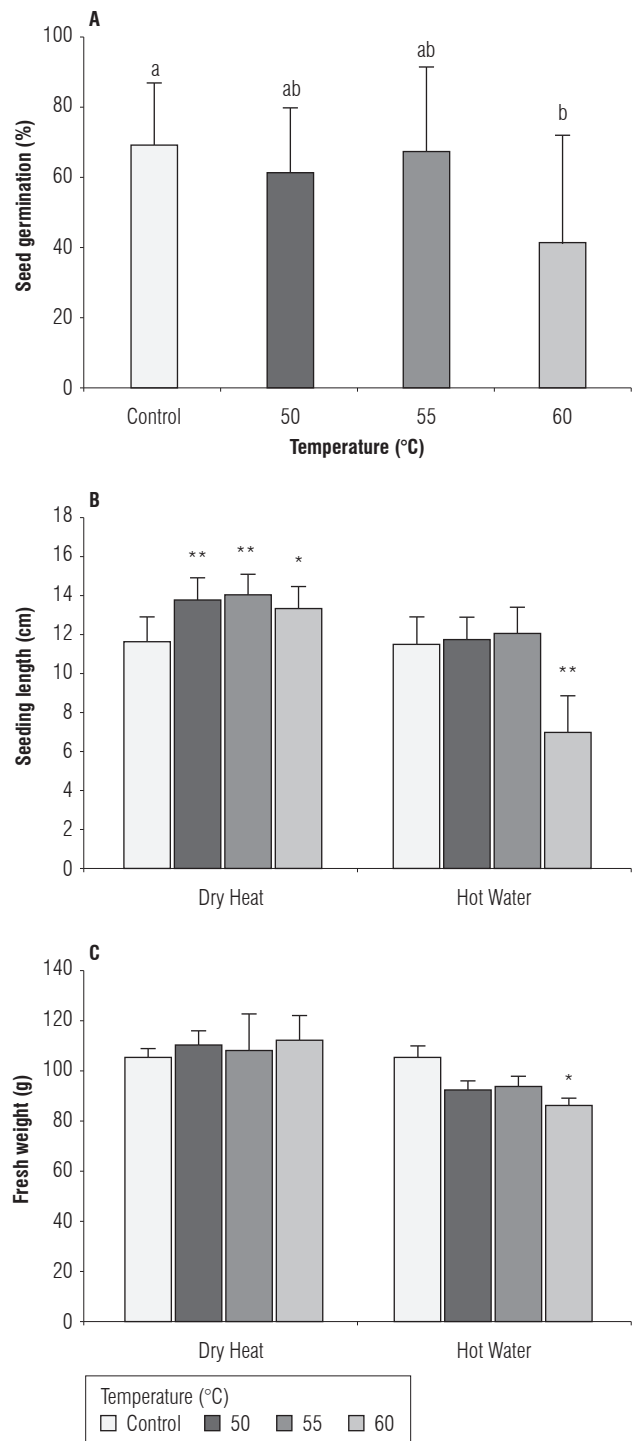 A
100
80
60
40
20
0
Seed germination (%)
a
ab
ab
b
Control 50 55 60
Temperature (°C)
B
18
16
14
12
10
8
6
4
2
0
Seeding length (cm)
** ** *
**
Dry Heat Hot Water
C
140
120
100
80
60
40
20
0
Fresh weight (g)
*
Dry Heat Hot Water
Temperature (°C)
Control 50 55 60